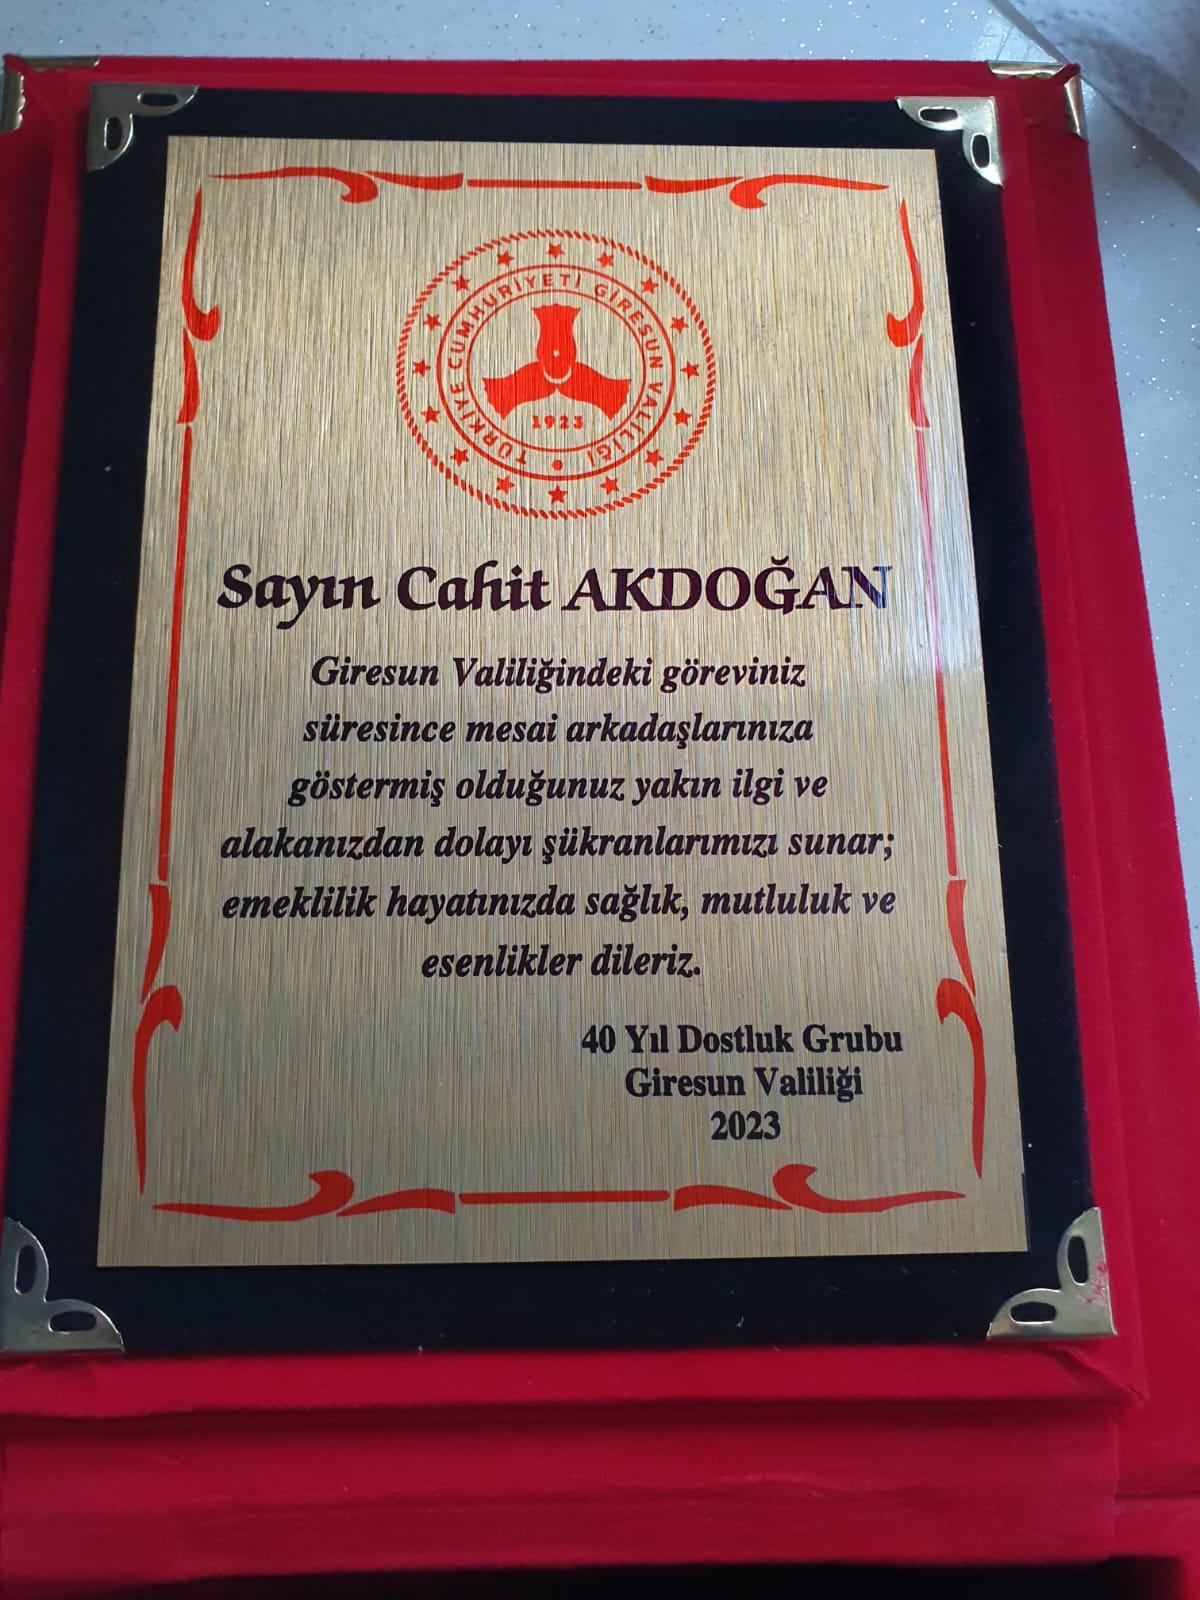 TÜRKİYE CUMHURİYETİ GİRESUN VALİLİĞİ
1923
Sayın Cahit AKDOĞAN
Giresun Valiliğindeki göreviniz
süresince mesai arkadaşlarınıza
göstermiş olduğunuz yakın ilgi ve
alakanızdan dolayı şükranlarımızı sunar;
emeklilik hayatınızda sağlık, mutluluk ve
esenlikler dileriz.
40 Yıl Dostluk Grubu
Giresun Valiliği
2023